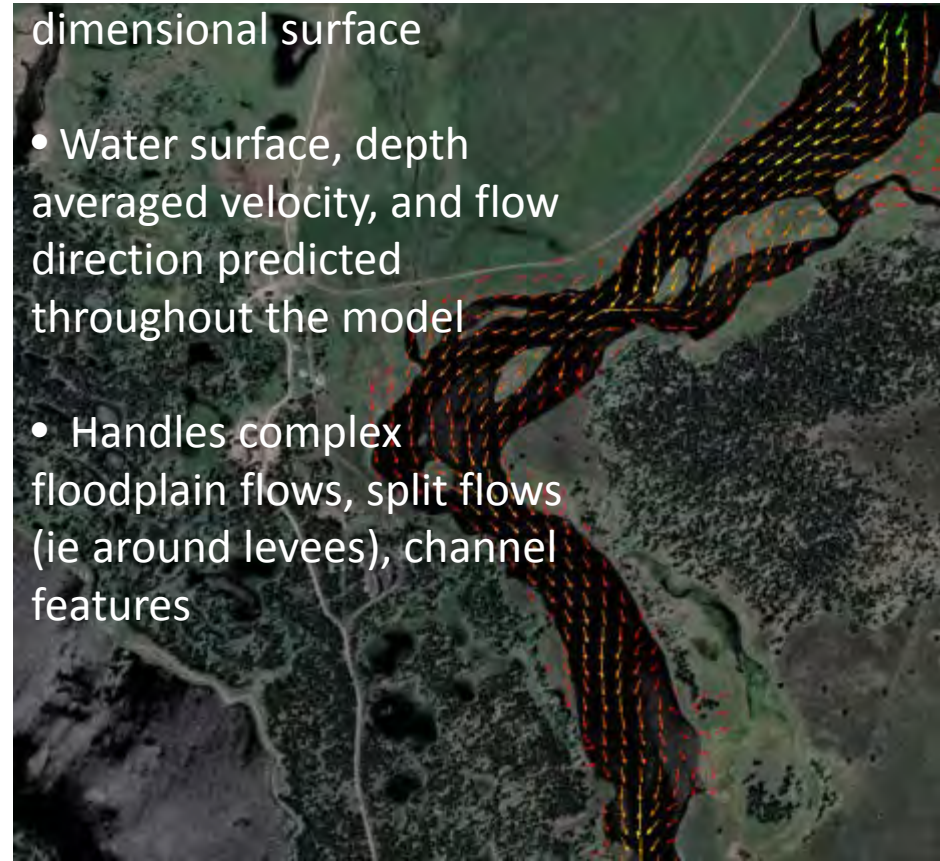 dimensional surface
• Water surface, depth
averaged velocity, and flow
direction predicted
throughout the model
• Handles complex
floodplain flows, split flows
(ie around levees), channel
features